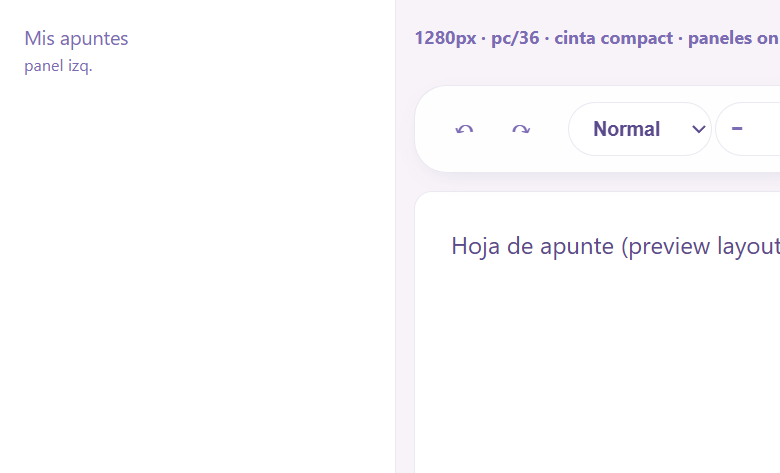 Mis apuntes
panel izq.
1280px · pc/36 · cinta compact · paneles on
Normal
–
Hoja de apunte (preview layout